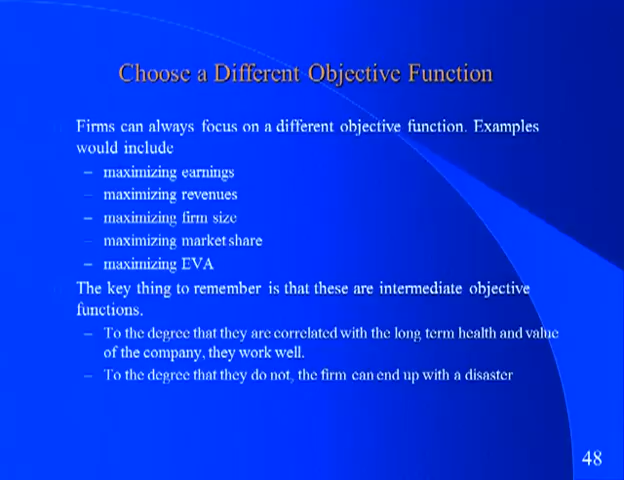 Choose a Different Objective Function
Firms can always focus on a different objective function. Examples
would include
– maximizing earnings
– maximizing revenues
– maximizing firm size
– maximizing market share
– maximizing EVA
The key thing to remember is that these are intermediate objective
functions.
– To the degree that they are correlated with the long term health and value
of the company, they work well.
– To the degree that they do not, the firm can end up with a disaster
48